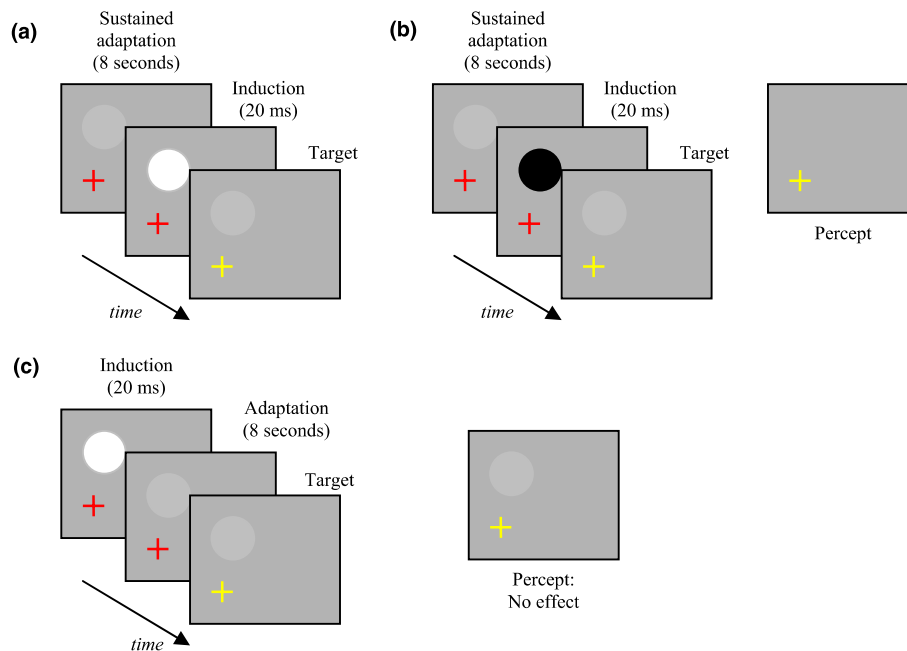 (a)
Sustained
adaptation
(8 seconds)
Induction
(20 ms)
Target
time
(b)
Sustained
adaptation
(8 seconds)
Induction
(20 ms)
Target
time
Percept
(c)
Induction
(20 ms)
Adaptation
(8 seconds)
Target
time
Percept:
No effect